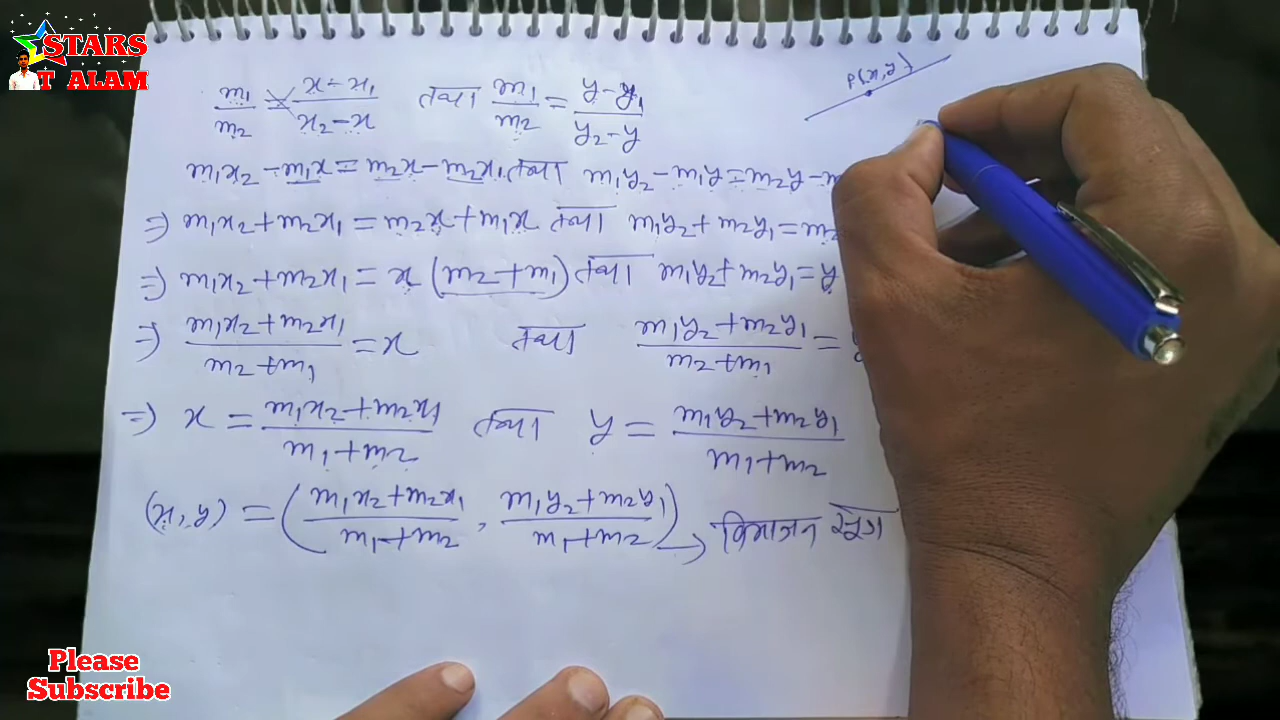 STARS
T ALAM
m₁/m₂ = (x - x₁)/(x₂ - x) तथा m₁/m₂ = (y - y₁)/(y₂ - y)
m₁x₂ - m₁x = m₂x - m₂x₁ तथा m₁y₂ - m₁y = m₂y -
⇒ m₁x₂ + m₂x₁ = m₂x + m₁x तथा m₁y₂ + m₂y₁ = m₂
⇒ m₁x₂ + m₂x₁ = x(m₂ + m₁) तथा m₁y₂ + m₂y₁ = y
⇒ (m₁x₂ + m₂x₁)/(m₂ + m₁) = x तथा (m₁y₂ + m₂y₁)/(m₂ + m₁) = y
⇒ x = (m₁x₂ + m₂x₁)/(m₁ + m₂) तथा y = (m₁y₂ + m₂y₁)/(m₁ + m₂)
(x, y) = ((m₁x₂ + m₂x₁)/(m₁ + m₂), (m₁y₂ + m₂y₁)/(m₁ + m₂)) → विभाजन सूत्र
Please
Subscribe